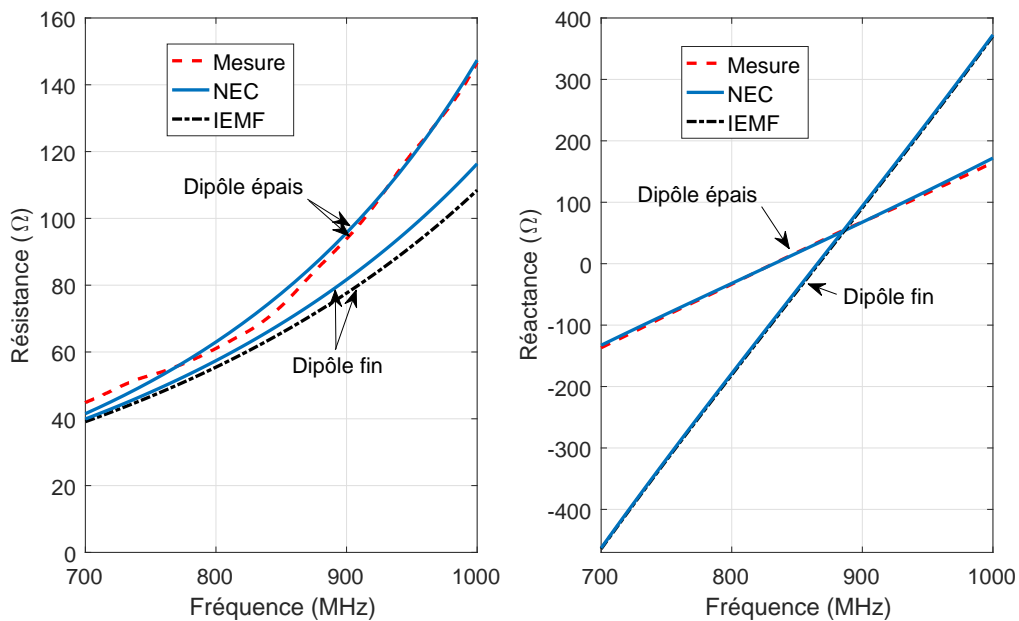 160
140
120
100
80
60
40
20
0
700
800
900
1000
Résistance (Ω)
Fréquence (MHz)
Mesure
NEC
IEMF
Dipôle épais
Dipôle fin
400
300
200
100
0
-100
-200
-300
-400
700
800
900
1000
Réactance (Ω)
Fréquence (MHz)
Mesure
NEC
IEMF
Dipôle épais
Dipôle fin